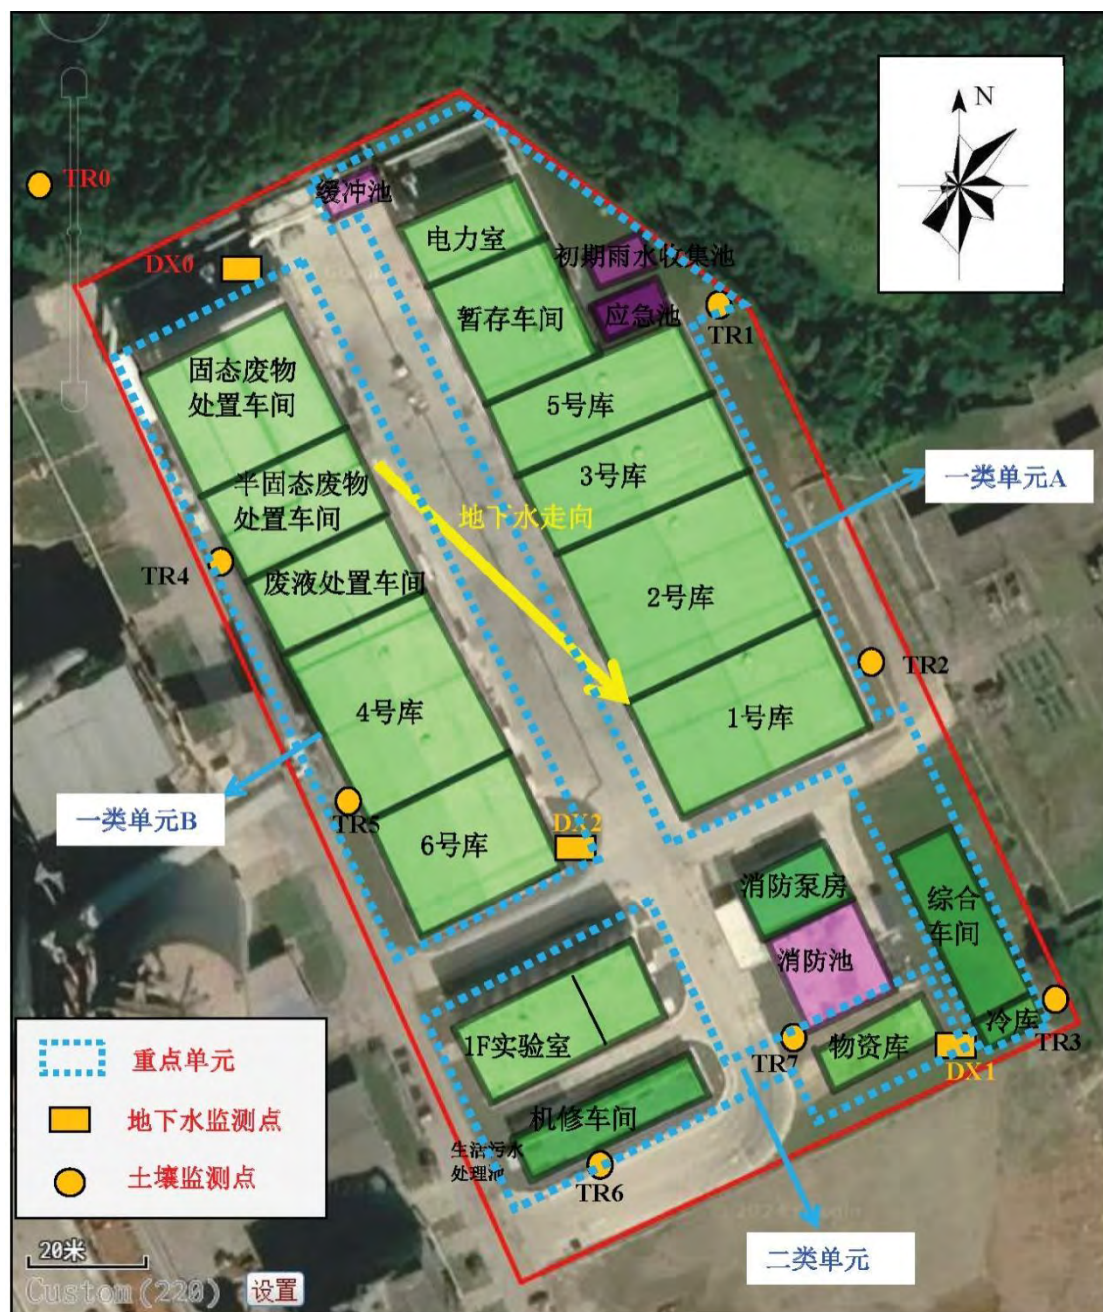 N
TR0
缓冲池
电力室
初期雨水收集池
DX0
暂存车间
应急池
TR1
固态废物
处置车间
5号库
3号库
一类单元A
半固态废物
处置车间
地下水走向
TR4
废液处置车间
2号库
TR2
4号库
1号库
一类单元B
TR5
6号库
DX2
消防泵房
综合
车间
消防池
1F实验室
冷库
TR7
物资库
TR3
DX1
机修车间
生活污水
处理池
TR6
二类单元
重点单元
地下水监测点
土壤监测点
20米
Custom(220)
设置